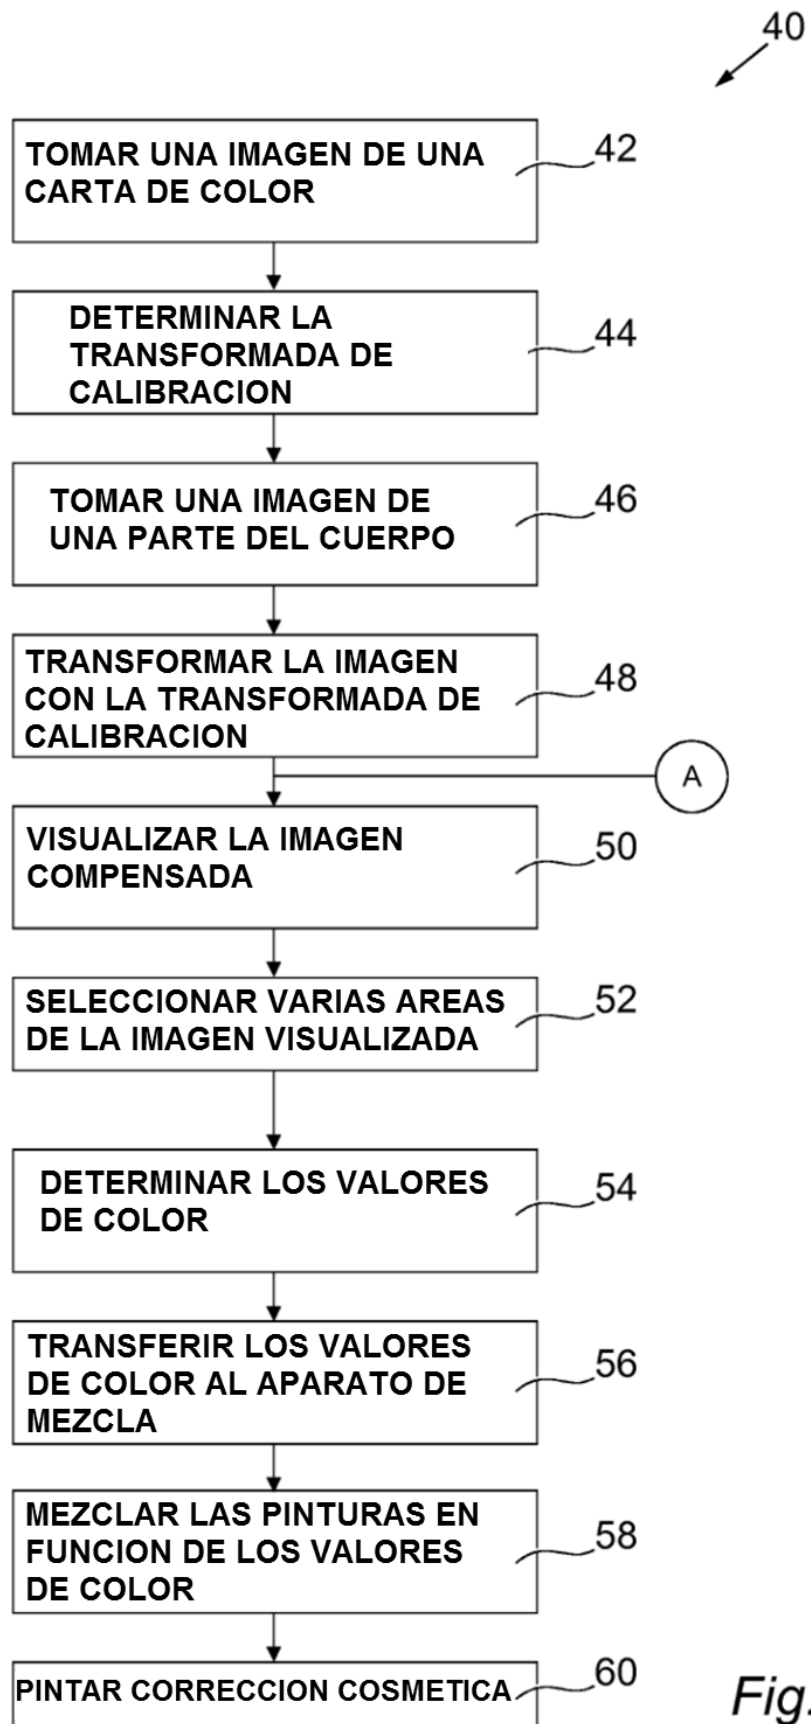 40
TOMAR UNA IMAGEN DE UNA
CARTA DE COLOR
42
DETERMINAR LA
TRANSFORMADA DE
CALIBRACION
44
TOMAR UNA IMAGEN DE
UNA PARTE DEL CUERPO
46
TRANSFORMAR LA IMAGEN
CON LA TRANSFORMADA DE
CALIBRACION
48
A
VISUALIZAR LA IMAGEN
COMPENSADA
50
SELECCIONAR VARIAS AREAS
DE LA IMAGEN VISUALIZADA
52
DETERMINAR LOS VALORES
DE COLOR
54
TRANSFERIR LOS VALORES
DE COLOR AL APARATO DE
MEZCLA
56
MEZCLAR LAS PINTURAS EN
FUNCION DE LOS VALORES
DE COLOR
58
PINTAR CORRECCION COSMETICA
60
Fig.